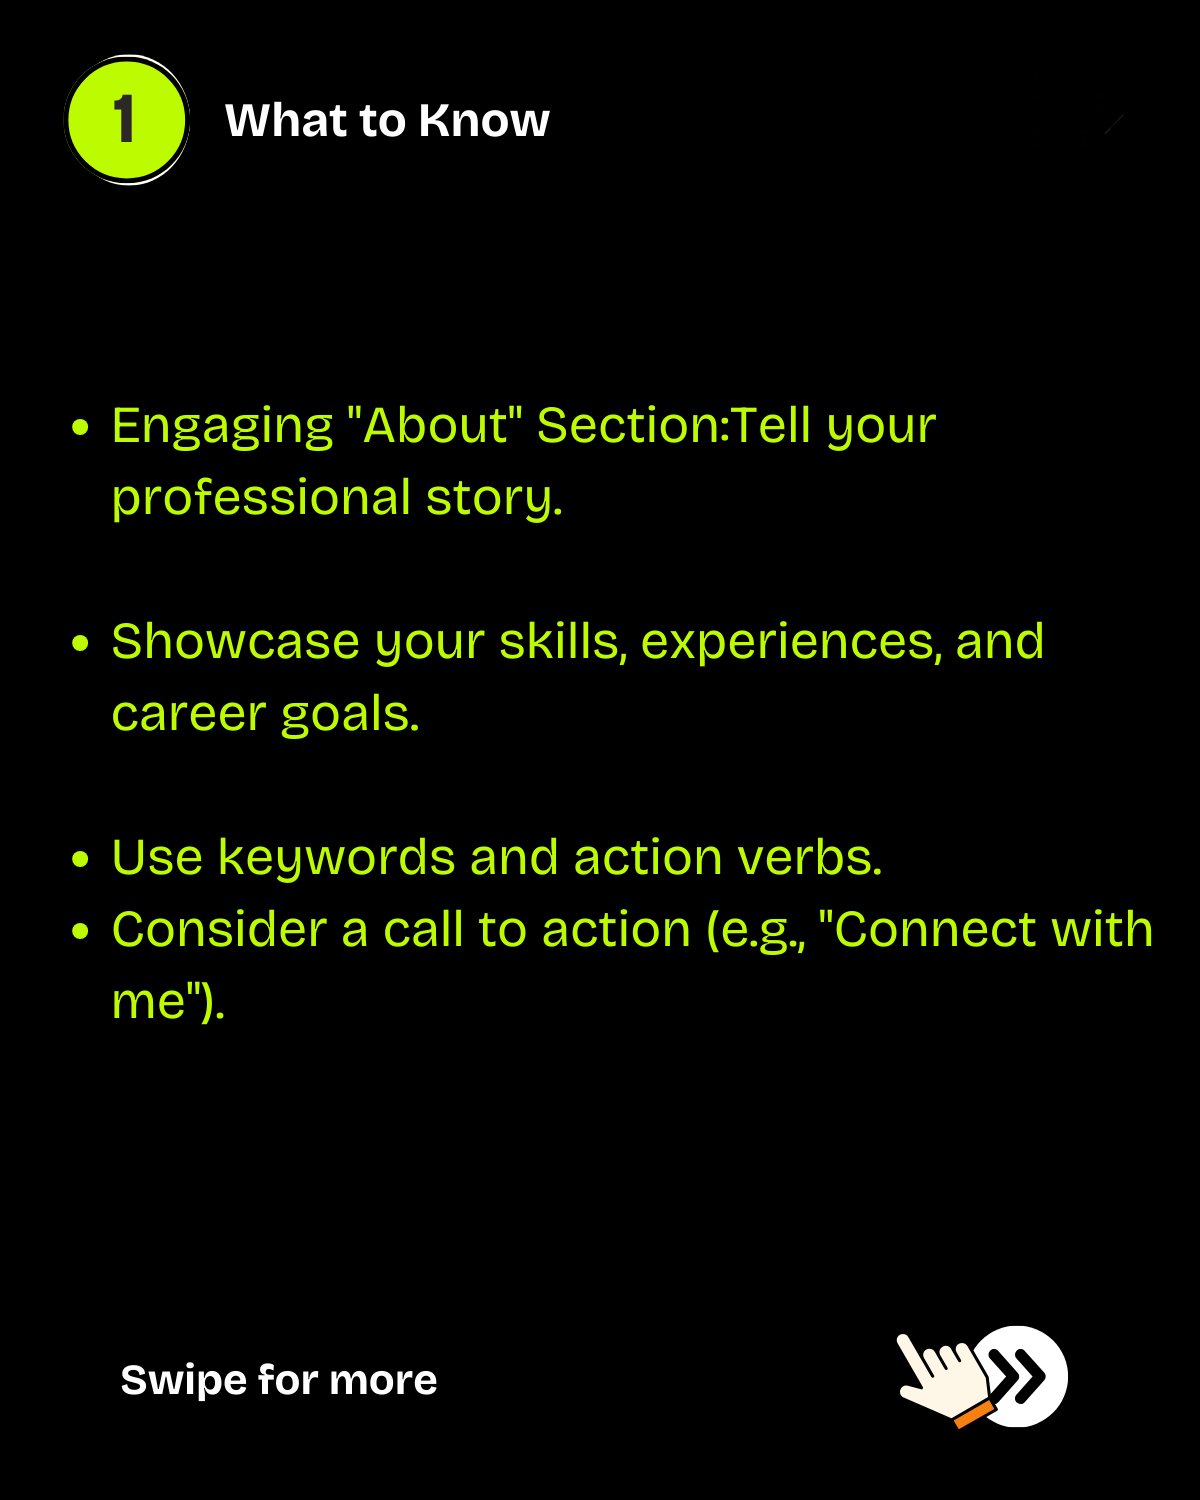 1
What to Know
• Engaging "About" Section:Tell your
professional story.
• Showcase your skills, experiences, and
career goals.
• Use keywords and action verbs.
• Consider a call to action (e.g., "Connect with
me").
Swipe for more